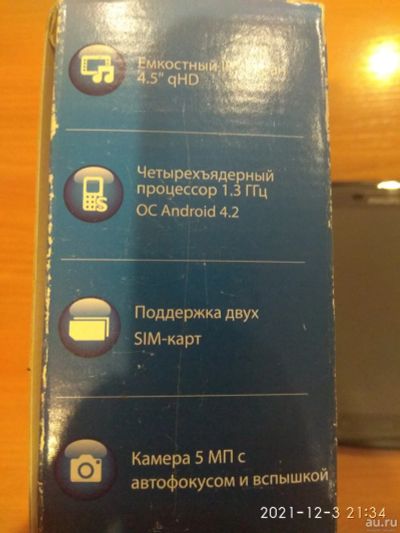 Емкостный
4.5" qHD
Четырехъядерный
процессор 1.3 ГГц
ОС Android 4.2
Поддержка двух
SIM-карт
Камера 5 МП с
автофокусом и вспышкой
2021-12-3 21:34
au.ru